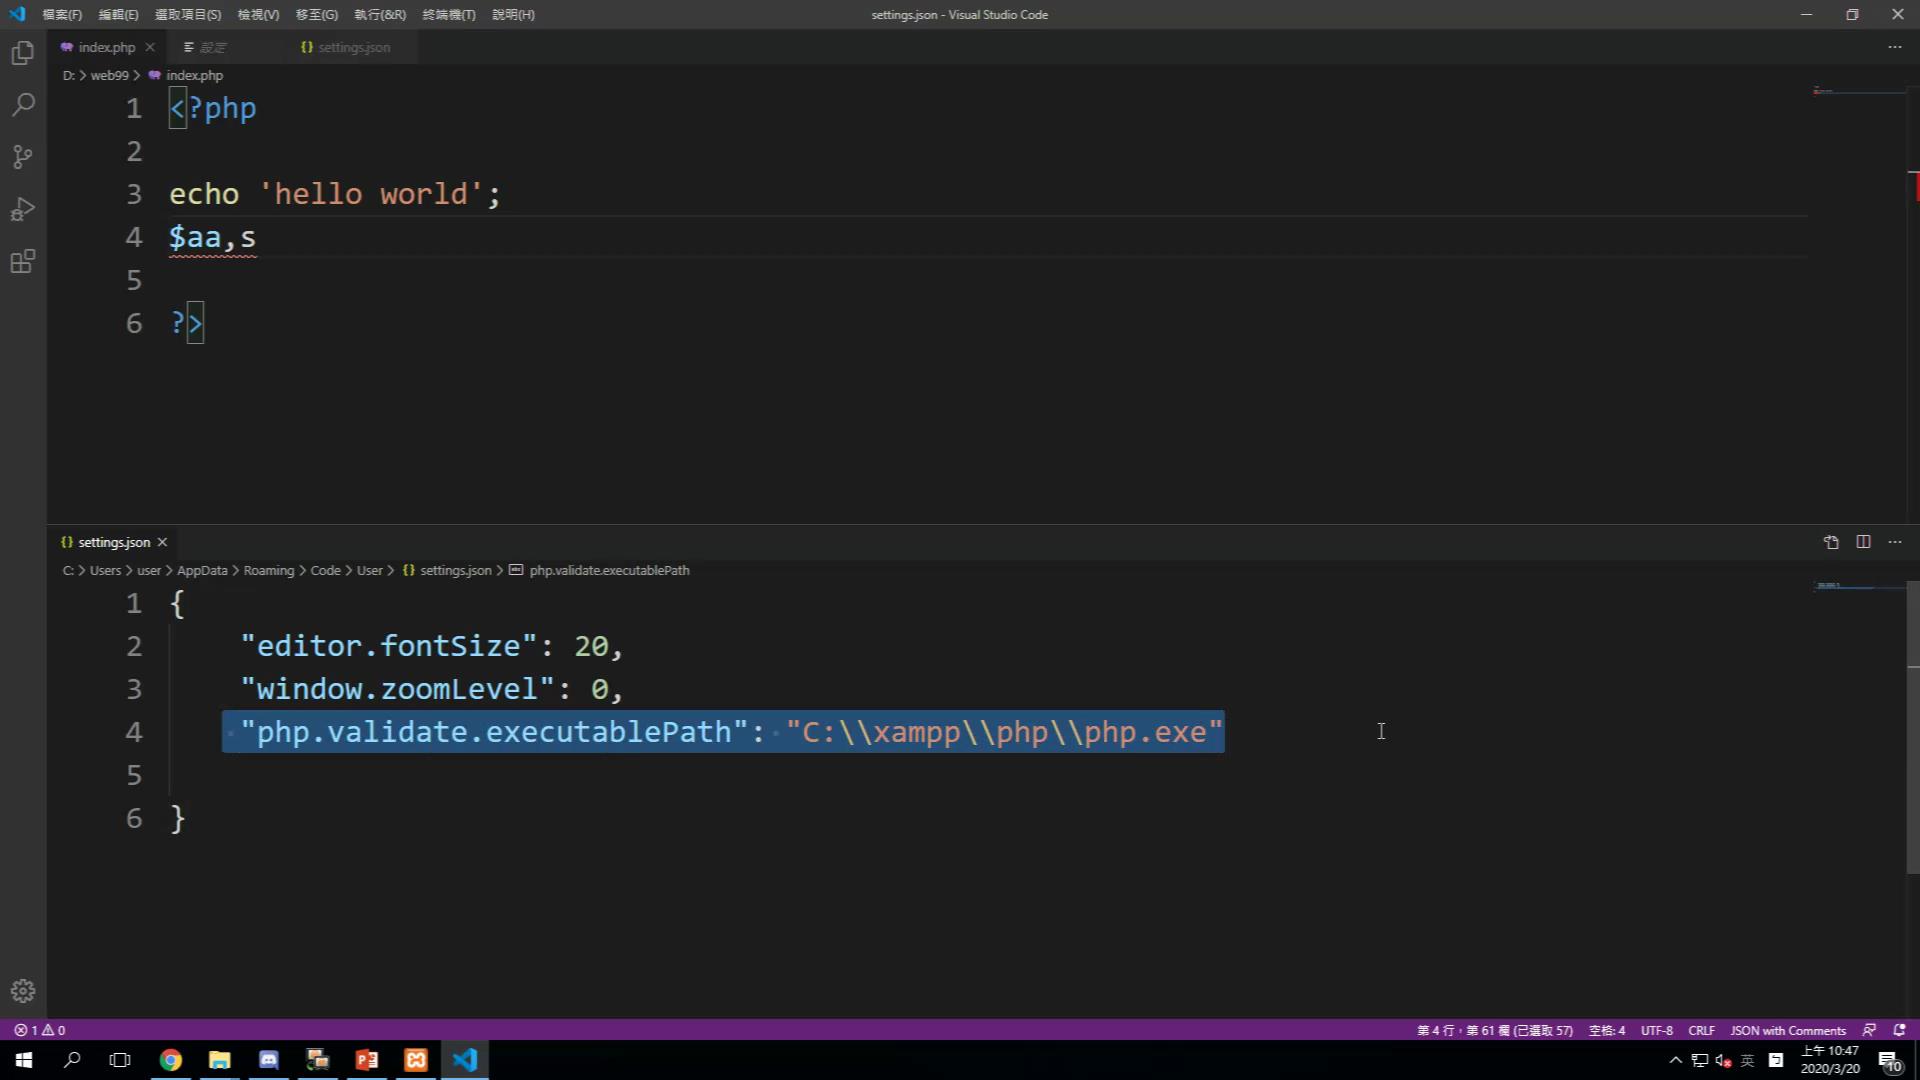 檔案(F) 編輯(E) 選取項目(S) 檢視(V) 移至(G) 執行(&R) 終端機(T) 說明(H)
settings.json - Visual Studio Code
index.php
設定
{} settings.json
D: > web99 > index.php
1 <?php
2
3 echo 'hello world';
4 $aa,s
5
6 ?>
{} settings.json
C: > Users > user > AppData > Roaming > Code > User > {} settings.json > php.validate.executablePath
1 {
2 "editor.fontSize": 20,
3 "window.zoomLevel": 0,
4 "php.validate.executablePath": "C:\\xampp\\php\\php.exe"
5
6 }
1 0
第 4 行，第 61 欄 (已選取 57) 空格: 4 UTF-8 CRLF JSON with Comments
英
上午 10:47
2020/3/20
10